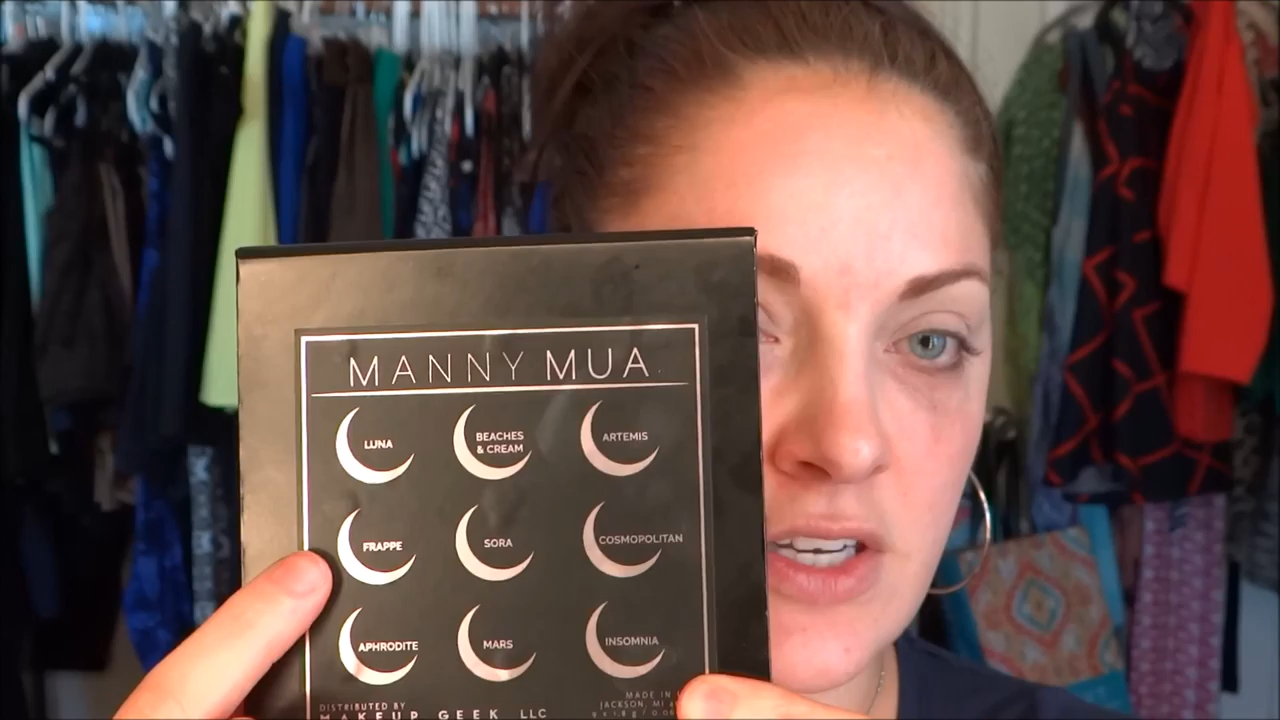 MANNY MUA
LUNA
BEACHES
& CREAM
ARTEMIS
FRAPPE
SORA
COSMOPOLITAN
APHRODITE
MARS
INSOMNIA
DISTRIBUTED BY
MAKEUP GEEK LLC
MADE IN
JACKSON, MI